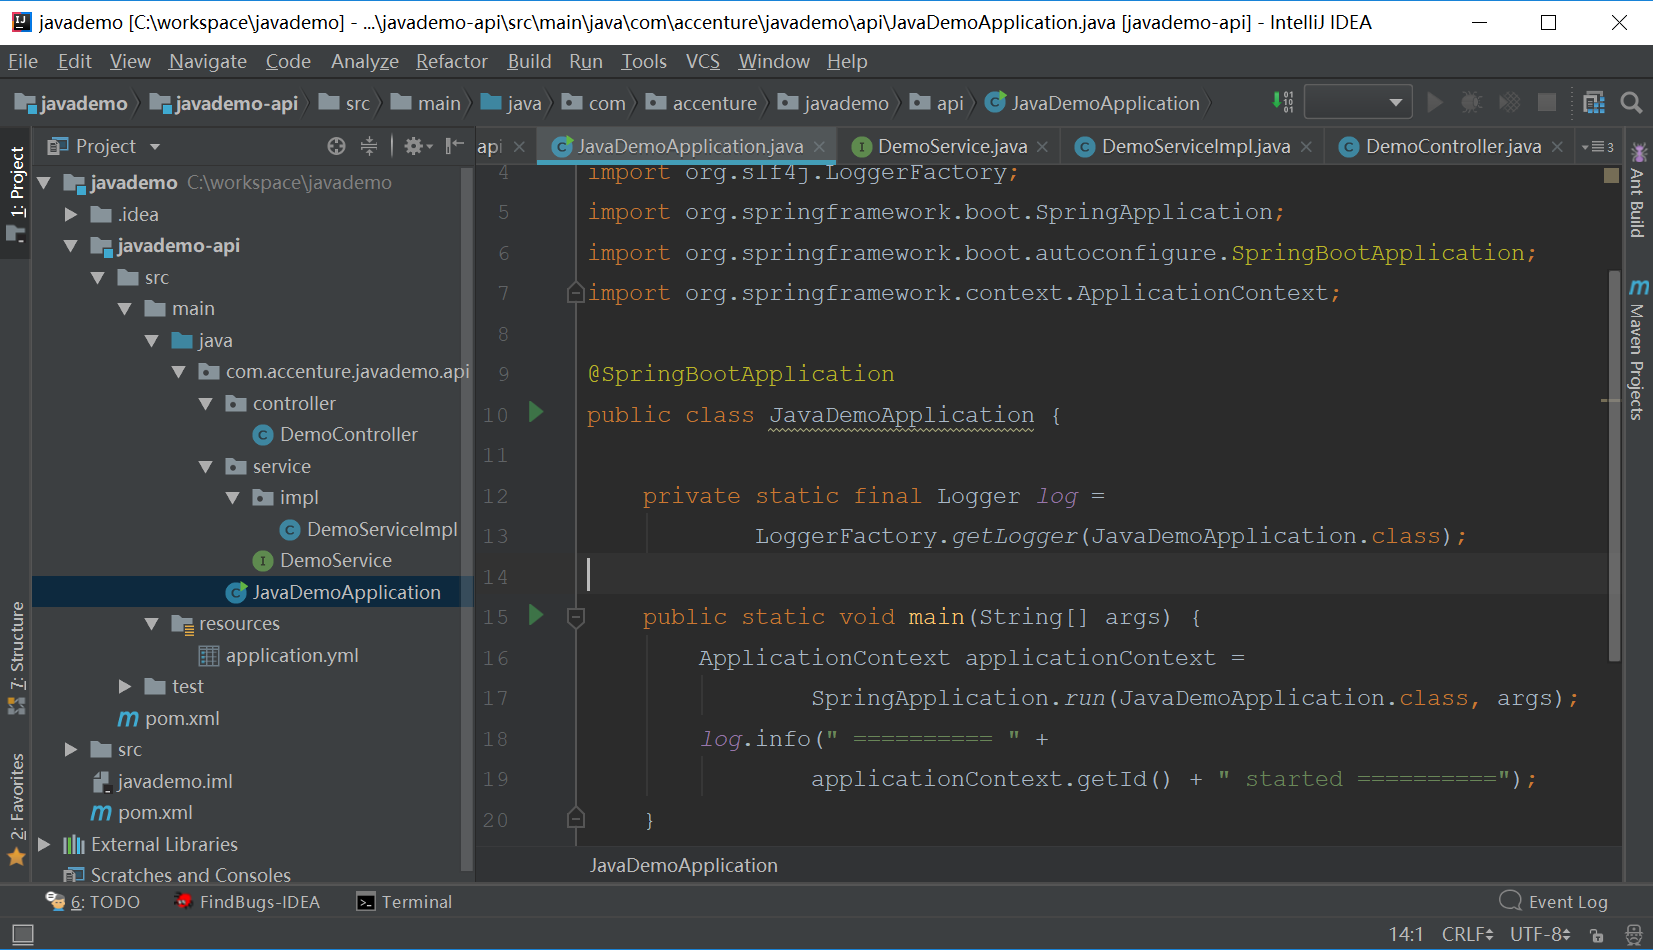 javademo [C:\workspace\javademo] - ...\javademo-api\src\main\java\com\accenture\javademo\api\JavaDemoApplication.java [javademo-api] - IntelliJ IDEA
File Edit View Navigate Code Analyze Refactor Build Run Tools VCS Window Help
javademo javademo-api src main java com accenture javademo api JavaDemoApplication
Project
api JavaDemoApplication.java DemoService.java DemoServiceImpl.java DemoController.java 3
1: Project
7: Structure
2: Favorites
javademo C:\workspace\javademo
.idea
javademo-api
src
main
java
com.accenture.javademo.api
controller
DemoController
service
impl
DemoServiceImpl
DemoService
JavaDemoApplication
resources
application.yml
test
pom.xml
src
javademo.iml
pom.xml
External Libraries
Scratches and Consoles
4 import org.slf4j.LoggerFactory;
5 import org.springframework.boot.SpringApplication;
6 import org.springframework.boot.autoconfigure.SpringBootApplication;
7 import org.springframework.context.ApplicationContext;
8
9 @SpringBootApplication
10 public class JavaDemoApplication {
11
12 private static final Logger log =
13 LoggerFactory.getLogger(JavaDemoApplication.class);
14
15 public static void main(String[] args) {
16 ApplicationContext applicationContext =
17 SpringApplication.run(JavaDemoApplication.class, args);
18 log.info(" ========== " +
19 applicationContext.getId() + " started ==========");
20 }
JavaDemoApplication
Ant Build
Maven Projects
6: TODO FindBugs-IDEA Terminal Event Log
14:1 CRLF UTF-8